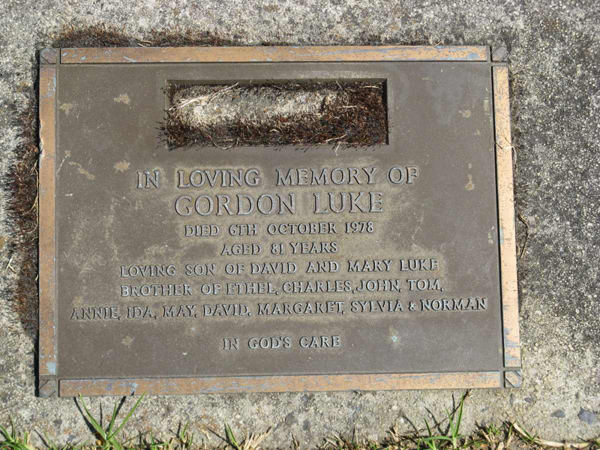 IN LOVING MEMORY OF
GORDON LUKE
DIED 6TH OCTOBER 1978
AGED 81 YEARS
LOVING SON OF DAVID AND MARY LUKE
BROTHER OF ETHEL, CHARLES, JOHN, TOM,
ANNIE, IDA, MAY, DAVID, MARGARET, SYLVIA & NORMAN
IN GOD'S CARE